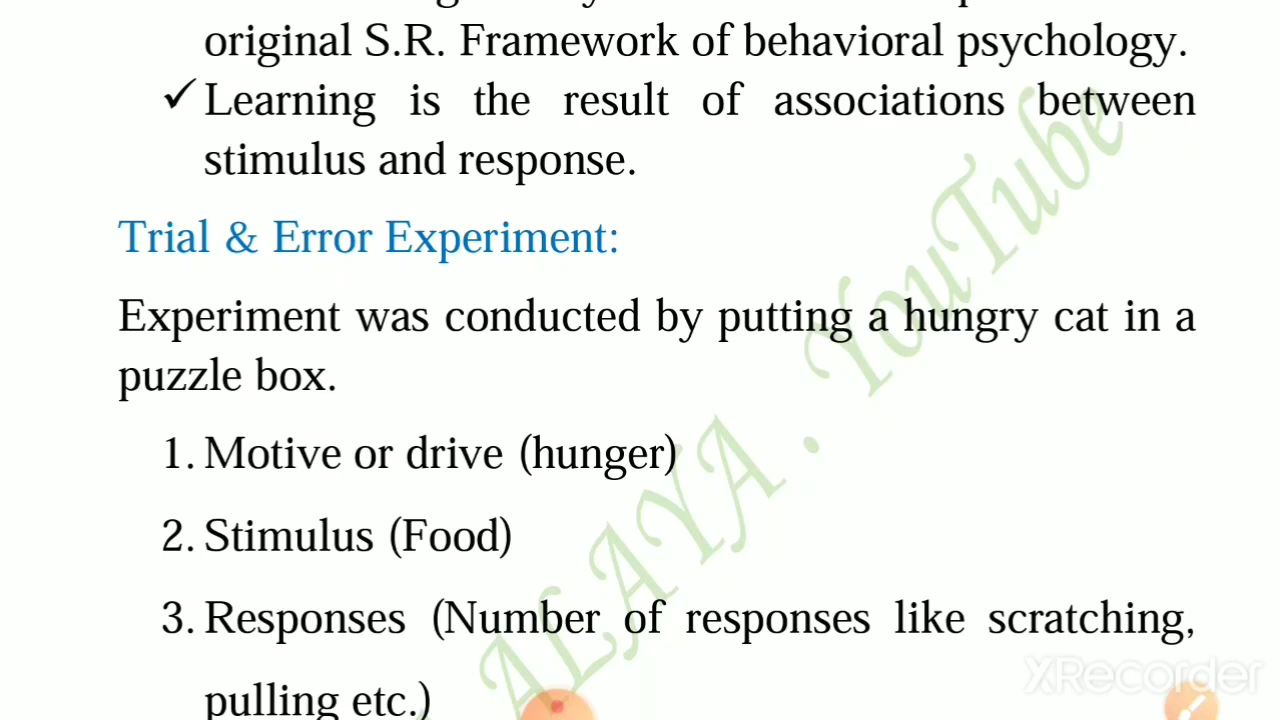 original S.R. Framework of behavioral psychology.
✓ Learning is the result of associations between
stimulus and response.
Trial & Error Experiment:
Experiment was conducted by putting a hungry cat in a
puzzle box.
1. Motive or drive (hunger)
2. Stimulus (Food)
3. Responses (Number of responses like scratching,
pulling etc.)
ALAYA . YouTube
XRecorder